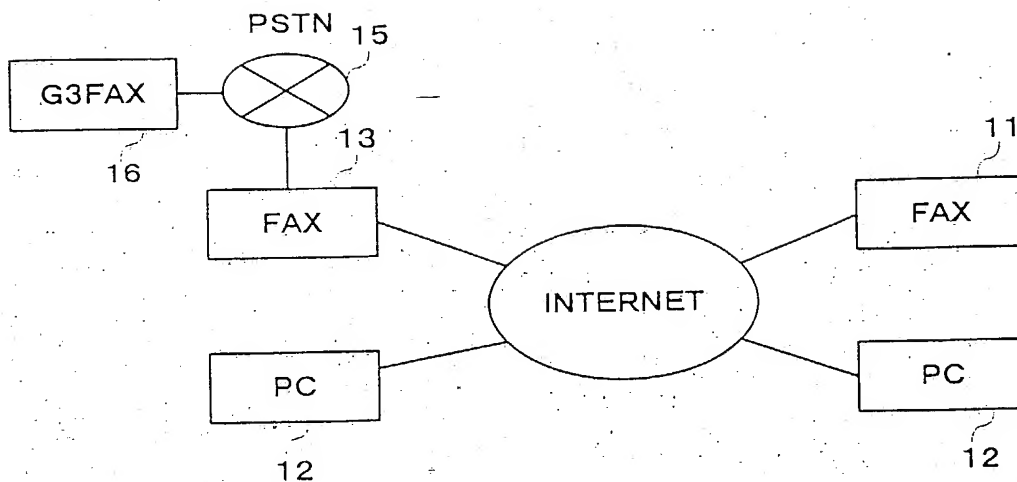 PSTN
15
G3FAX
16
13
11
FAX
FAX
INTERNET
PC
PC
12
12